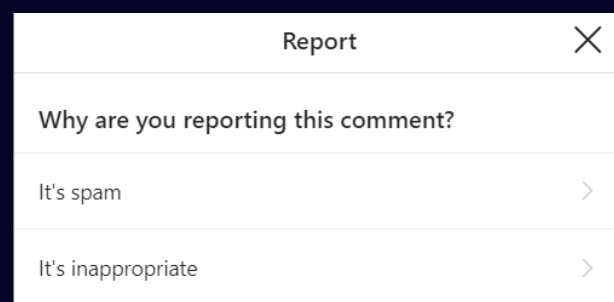 Report
Why are you reporting this comment?
It's spam
It's inappropriate